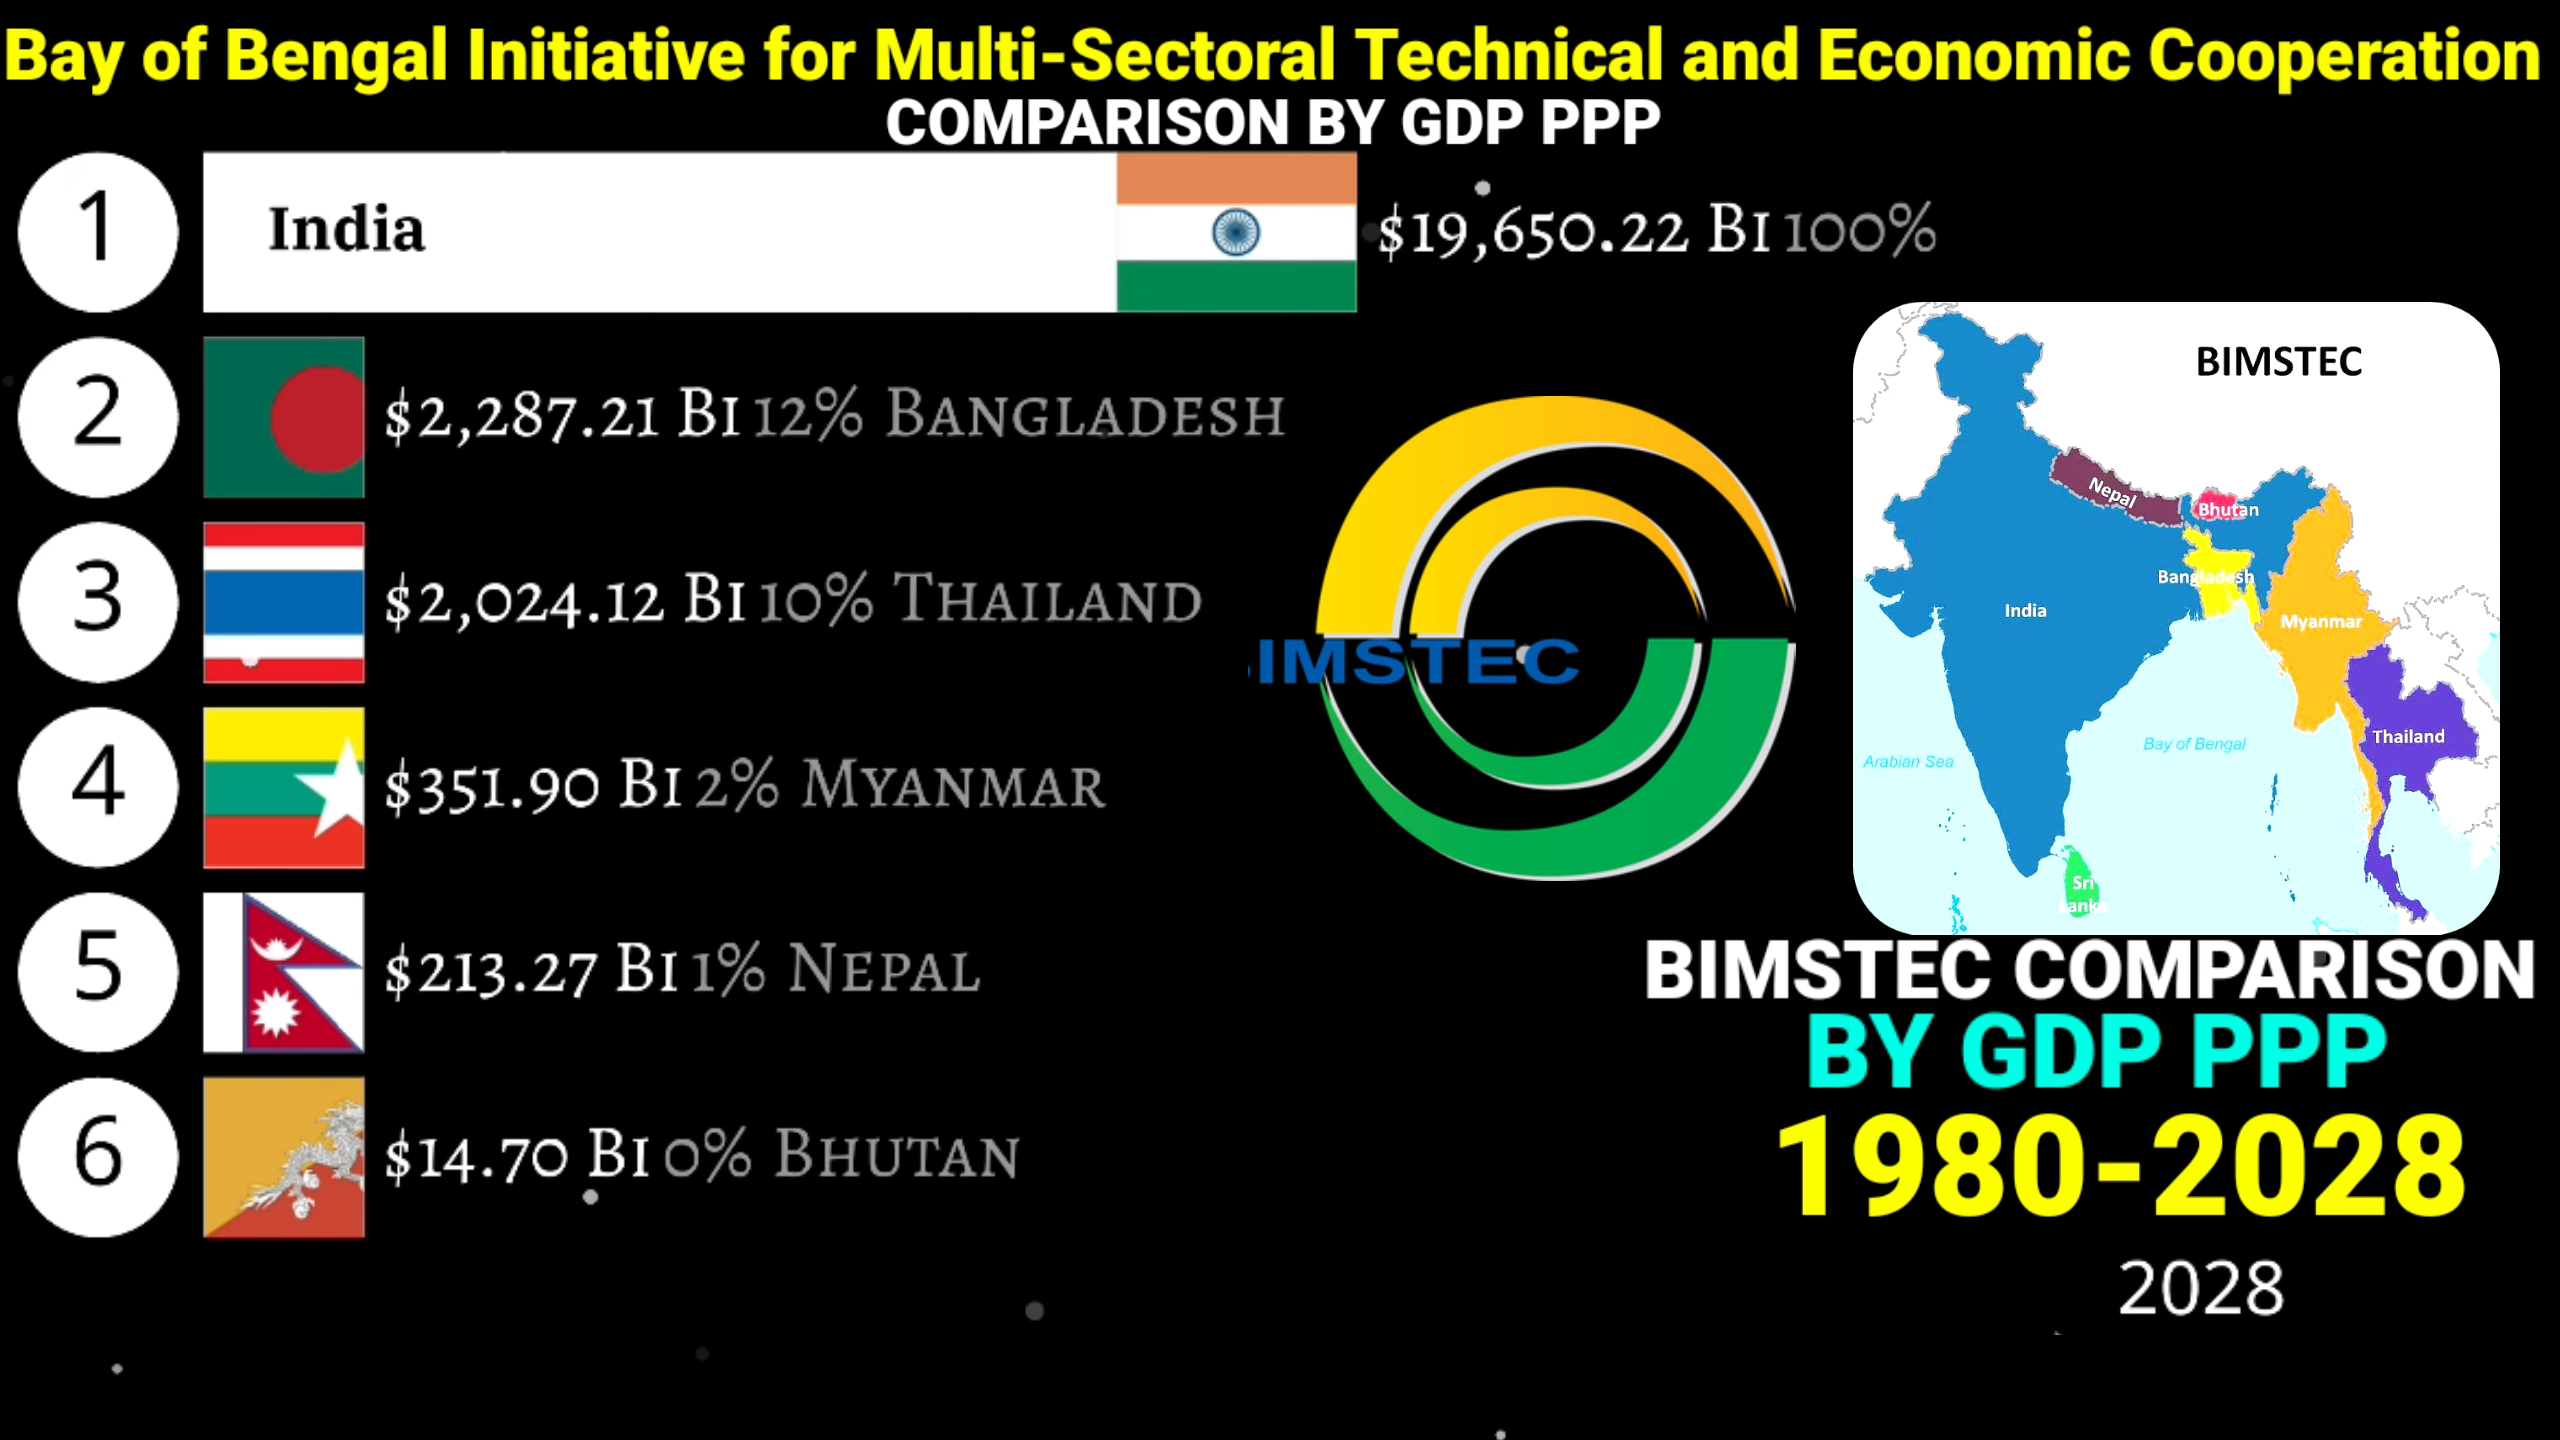 Bay of Bengal Initiative for Multi-Sectoral Technical and Economic Cooperation
COMPARISON BY GDP PPP
1 India $19,650.22 Bi 100%
2 $2,287.21 Bi 12% Bangladesh
3 $2,024.12 Bi 10% Thailand
4 $351.90 Bi 2% Myanmar
5 $213.27 Bi 1% Nepal
6 $14.70 Bi 0% Bhutan
IMSTEC
BIMSTEC
Nepal
Bhutan
Bangladesh
India
Myanmar
Thailand
Bay of Bengal
Arabian Sea
Sri
Lanka
BIMSTEC COMPARISON
BY GDP PPP
1980-2028
2028